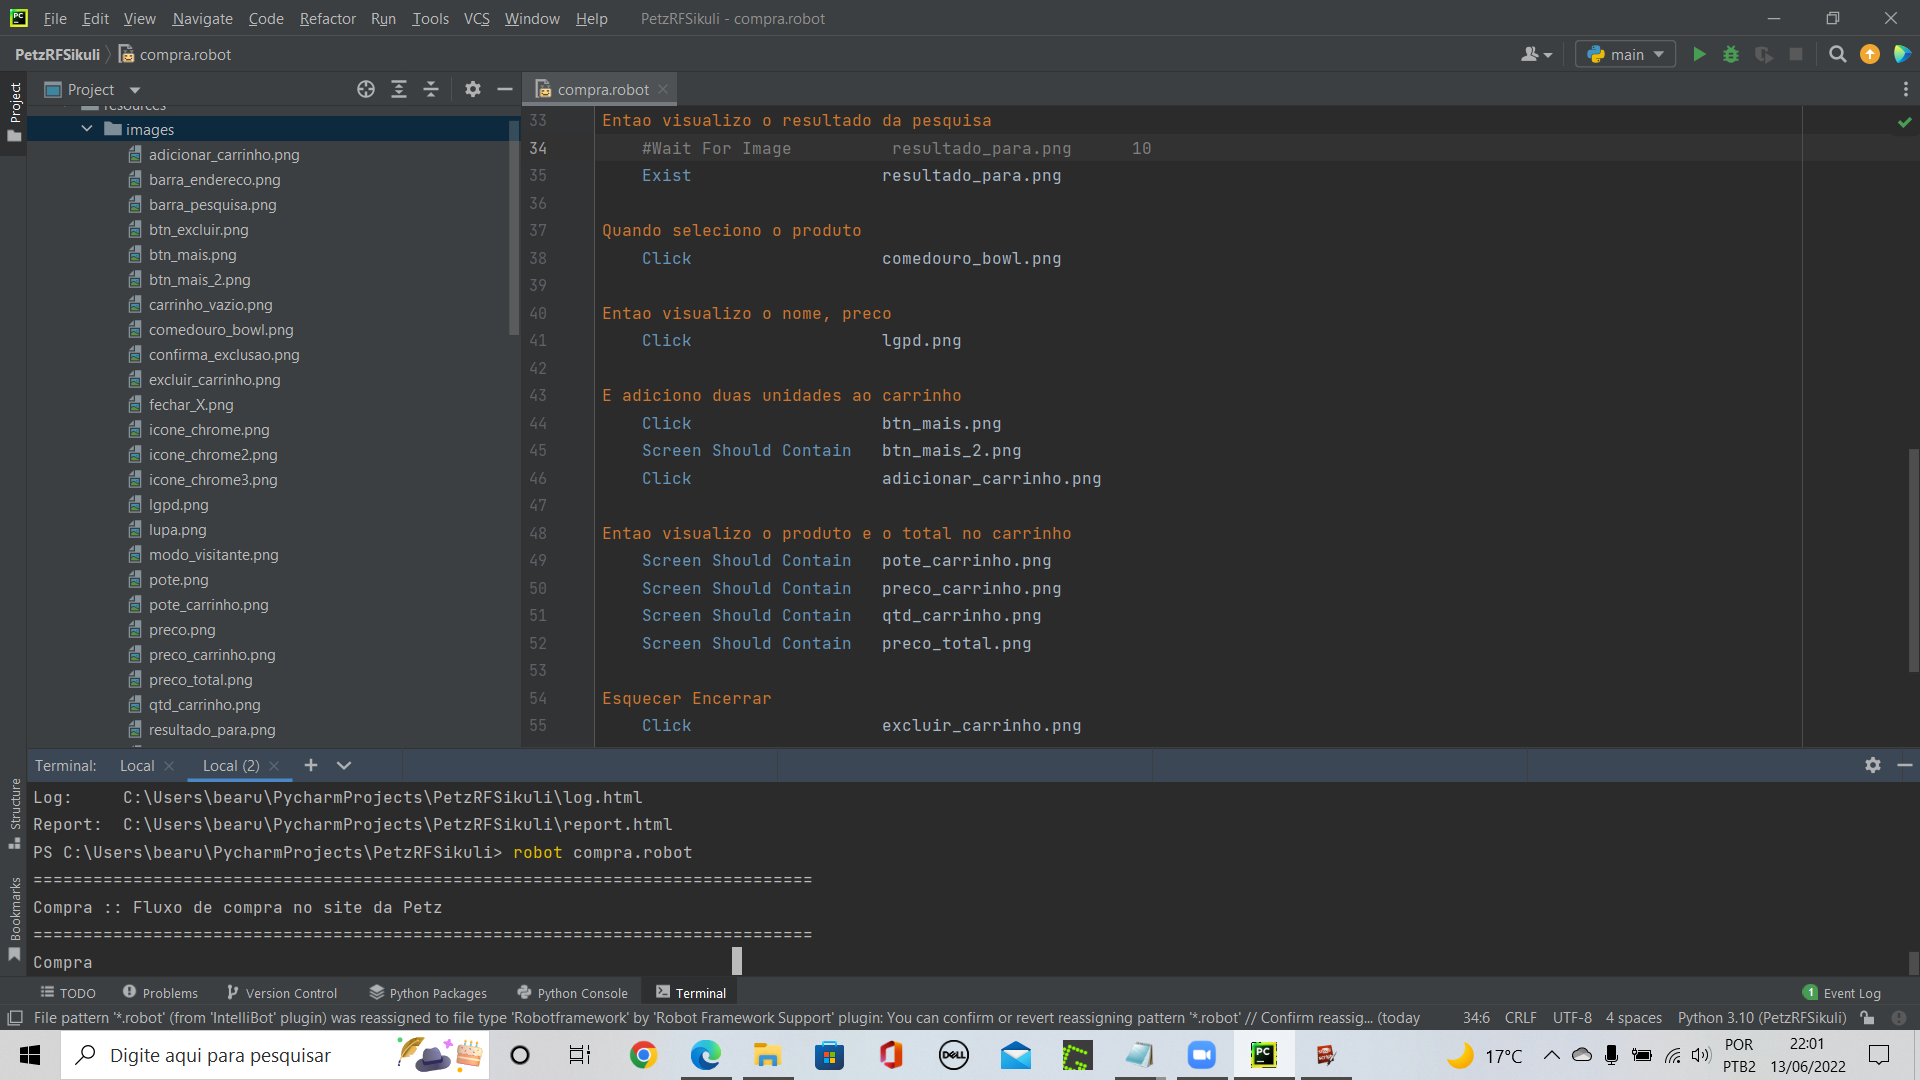 File Edit View Navigate Code Refactor Run Tools VCS Window Help PetzRFSikuli - compra.robot
PetzRFSikuli compra.robot main
Project
Project
compra.robot
resources
images
adicionar_carrinho.png
barra_endereco.png
barra_pesquisa.png
btn_excluir.png
btn_mais.png
btn_mais_2.png
carrinho_vazio.png
comedouro_bowl.png
confirma_exclusao.png
excluir_carrinho.png
fechar_X.png
icone_chrome.png
icone_chrome2.png
icone_chrome3.png
lgpd.png
lupa.png
modo_visitante.png
pote.png
pote_carrinho.png
preco.png
preco_carrinho.png
preco_total.png
qtd_carrinho.png
resultado_para.png
33 Entao visualizo o resultado da pesquisa
34 #Wait For Image resultado_para.png 10
35 Exist resultado_para.png
36
37 Quando seleciono o produto
38 Click comedouro_bowl.png
39
40 Entao visualizo o nome, preco
41 Click lgpd.png
42
43 E adiciono duas unidades ao carrinho
44 Click btn_mais.png
45 Screen Should Contain btn_mais_2.png
46 Click adicionar_carrinho.png
47
48 Entao visualizo o produto e o total no carrinho
49 Screen Should Contain pote_carrinho.png
50 Screen Should Contain preco_carrinho.png
51 Screen Should Contain qtd_carrinho.png
52 Screen Should Contain preco_total.png
53
54 Esquecer Encerrar
55 Click excluir_carrinho.png
Structure
Bookmarks
Terminal: Local Local (2)
Log: C:\Users\bearu\PycharmProjects\PetzRFSikuli\log.html
Report: C:\Users\bearu\PycharmProjects\PetzRFSikuli\report.html
PS C:\Users\bearu\PycharmProjects\PetzRFSikuli> robot compra.robot
==============================================================================
Compra :: Fluxo de compra no site da Petz
==============================================================================
Compra
TODO Problems Version Control Python Packages Python Console Terminal 1 Event Log
File pattern '*.robot' (from 'IntelliBot' plugin) was reassigned to file type 'Robotframework' by 'Robot Framework Support' plugin: You can confirm or revert reassigning pattern '*.robot' // Confirm reassig... (today 34:6 CRLF UTF-8 4 spaces Python 3.10 (PetzRFSikuli)
Digite aqui para pesquisar
DELL
PC
17°C
POR
PTB2
22:01
13/06/2022